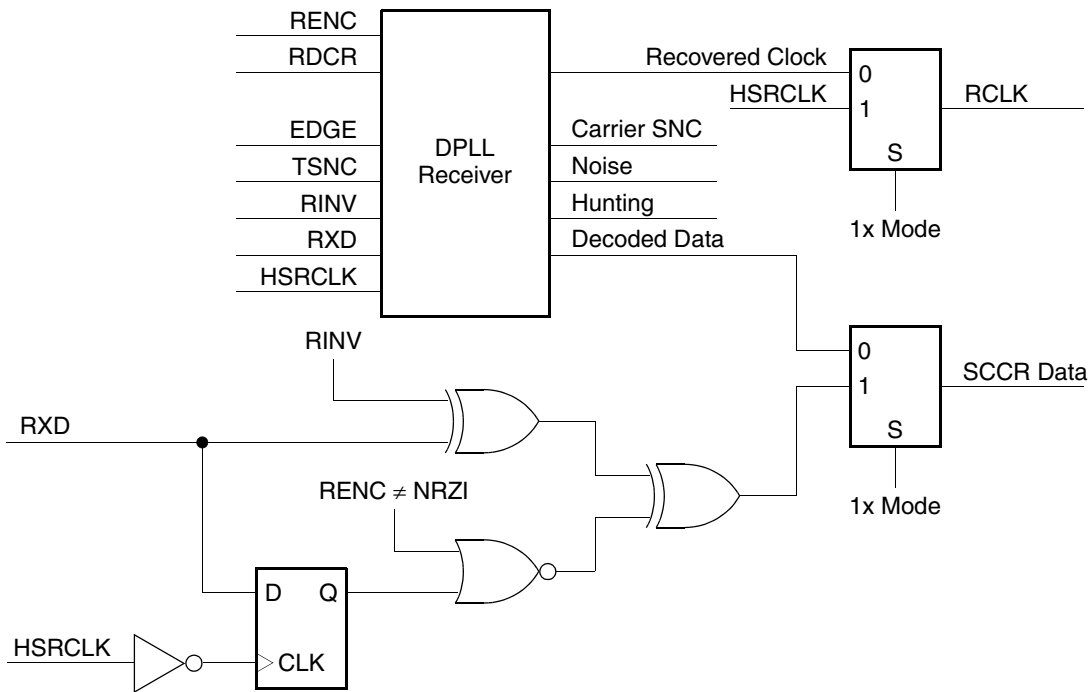 RENC
RDCR
EDGE
TSNC
RINV
RXD
HSRCLK
DPLL
Receiver
Recovered Clock
HSRCLK
Carrier SNC
Noise
Hunting
Decoded Data
0
1
S
RCLK
1x Mode
RINV
0
1
S
SCCR Data
1x Mode
RXD
RENC ≠ NRZI
D Q
CLK
HSRCLK